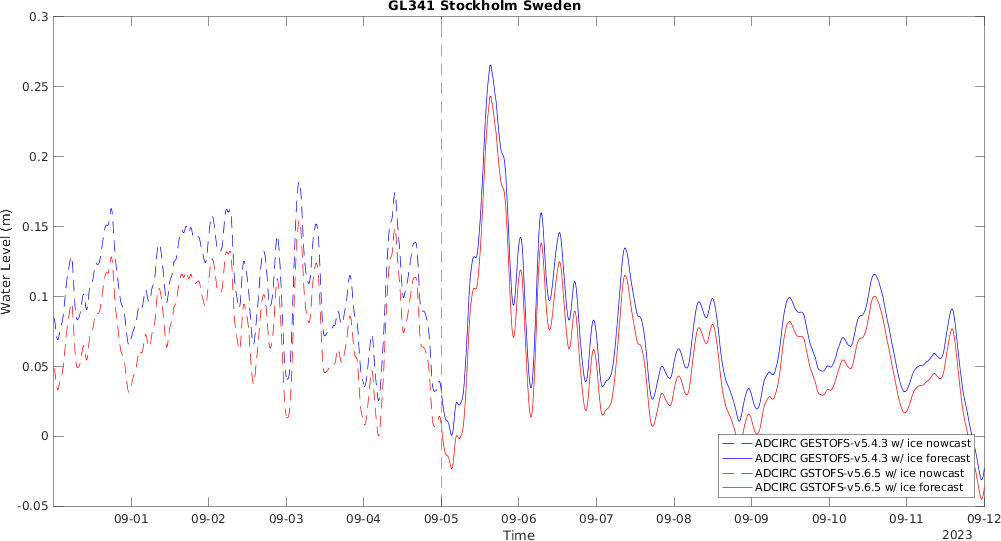 GL341 Stockholm Sweden
0.3
0.25
0.2
0.15
0.1
0.05
0
-0.05
Water Level (m)
ADCIRC GESTOFS-v5.4.3 w/ ice nowcast
ADCIRC GESTOFS-v5.4.3 w/ ice forecast
ADCIRC GSTOFS-v5.6.5 w/ ice nowcast
ADCIRC GSTOFS-v5.6.5 w/ ice forecast
09-01 09-02 09-03 09-04 09-05 09-06 09-07 09-08 09-09 09-10 09-11 09-12
Time
2023